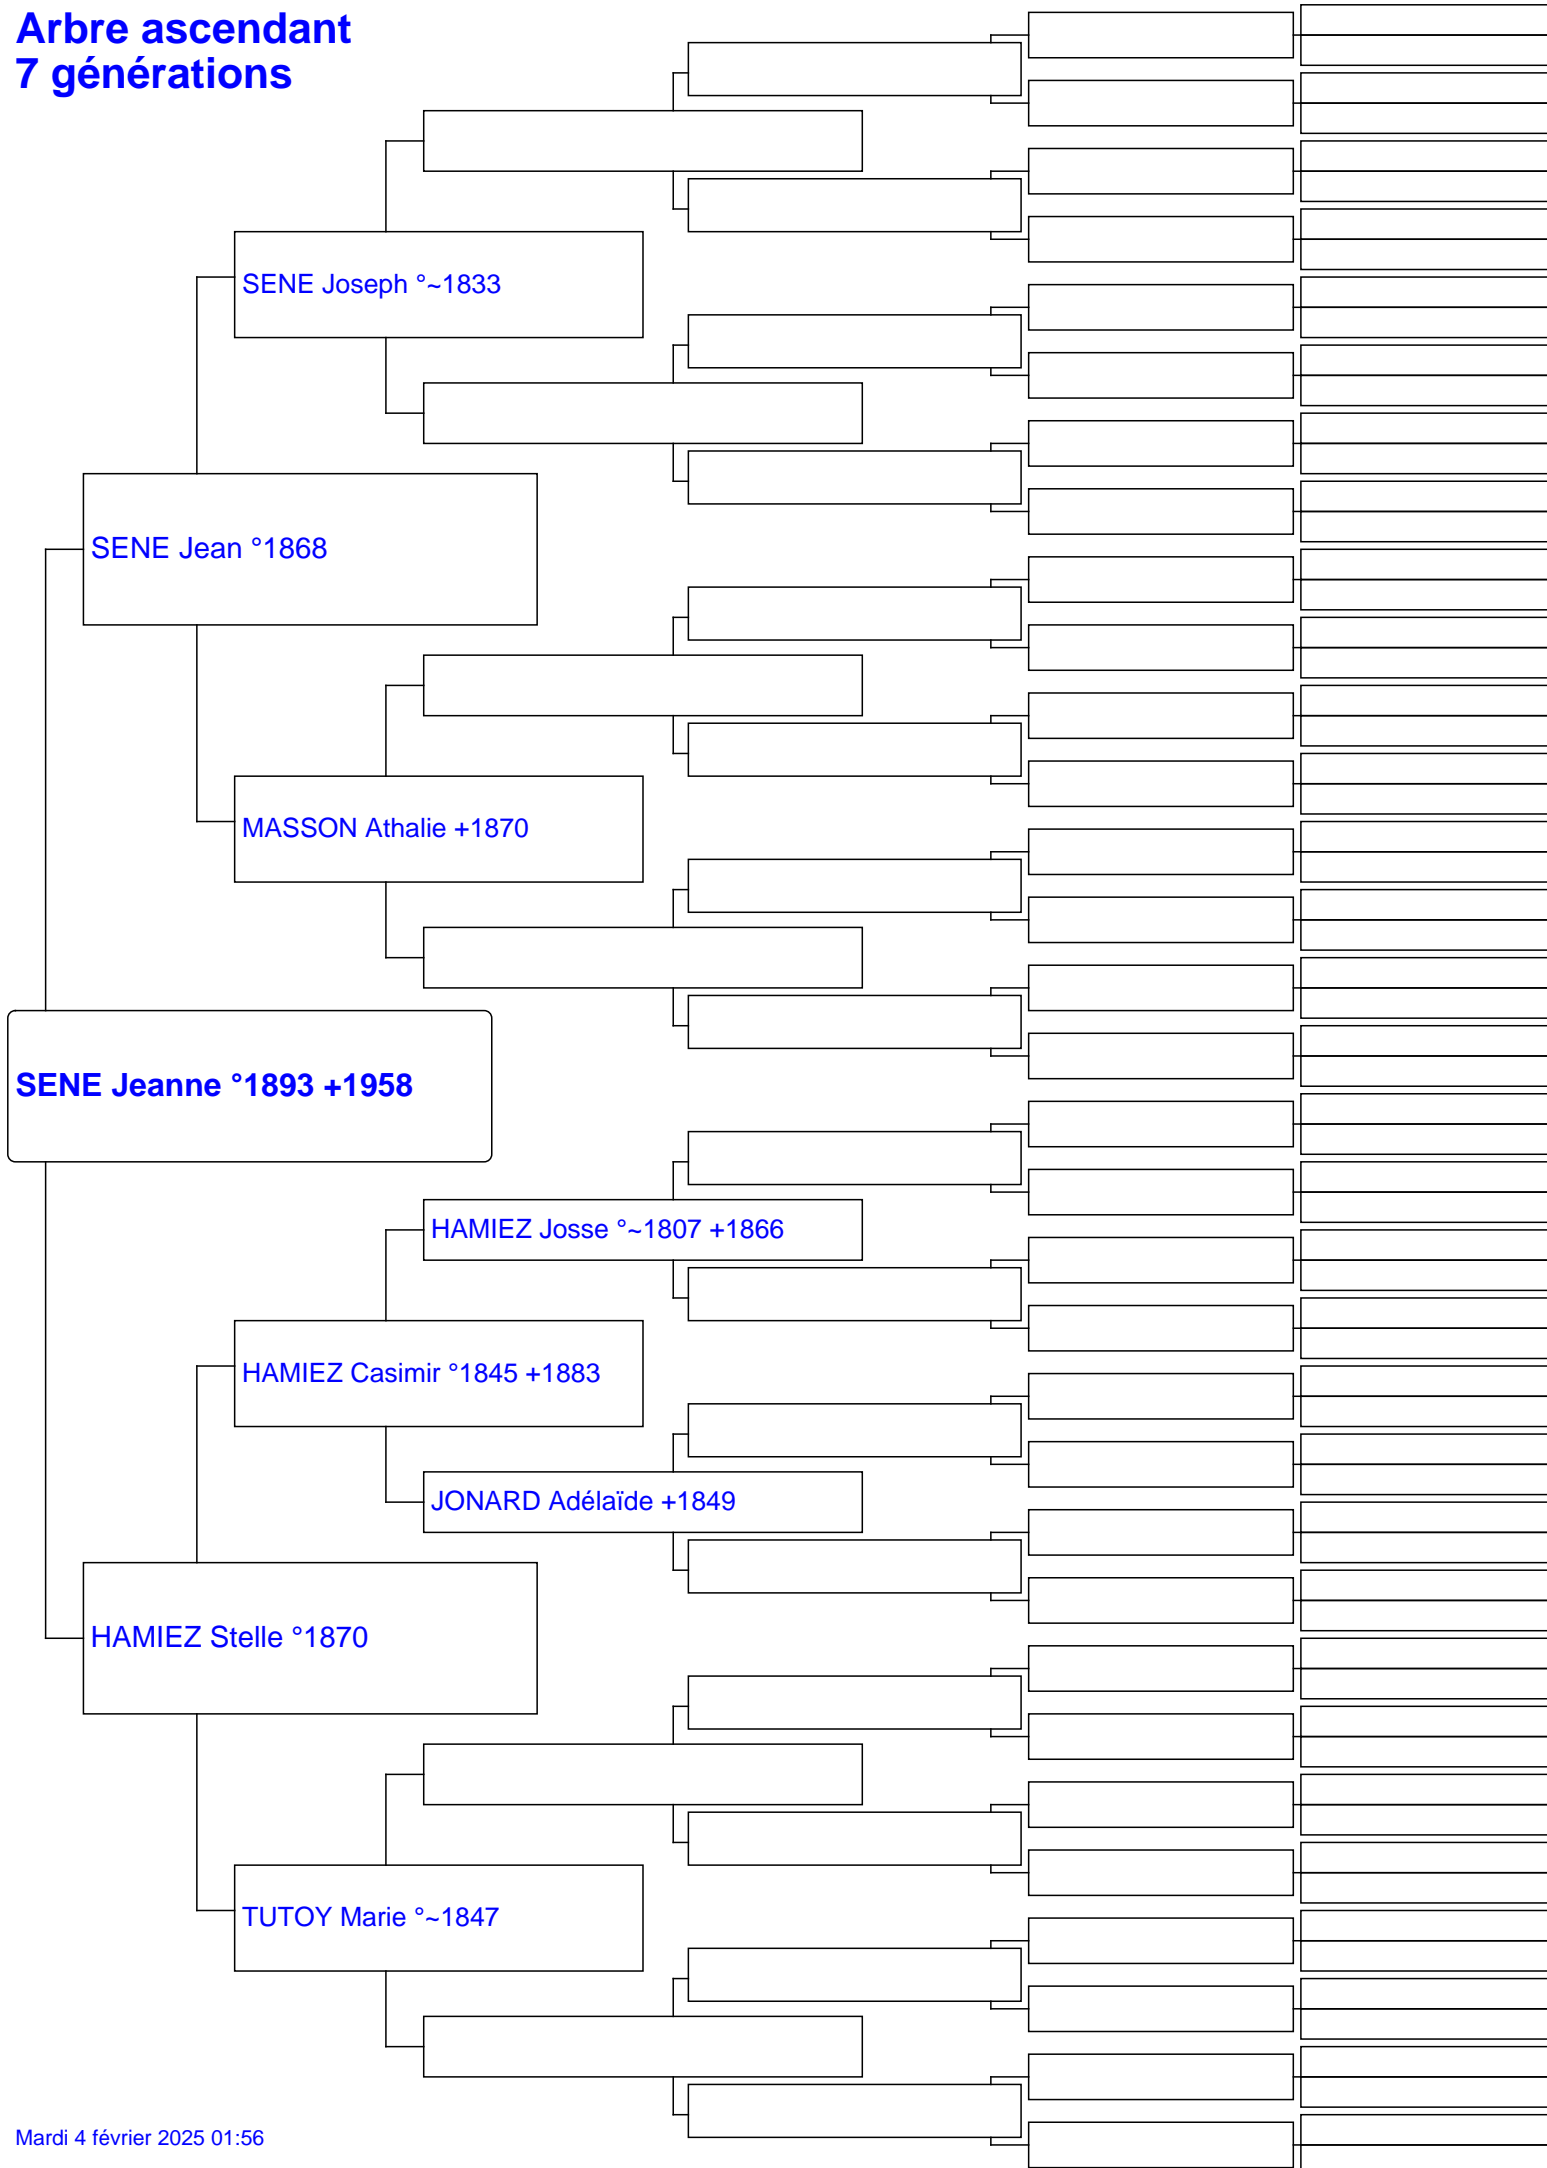 Arbre ascendant
7 générations
SENE Joseph °~1833
SENE Jean °1868
MASSON Athalie +1870
SENE Jeanne °1893 +1958
HAMIEZ Josse °~1807 +1866
HAMIEZ Casimir °1845 +1883
JONARD Adélaïde +1849
HAMIEZ Stelle °1870
TUTOY Marie °~1847
Mardi 4 février 2025 01:56